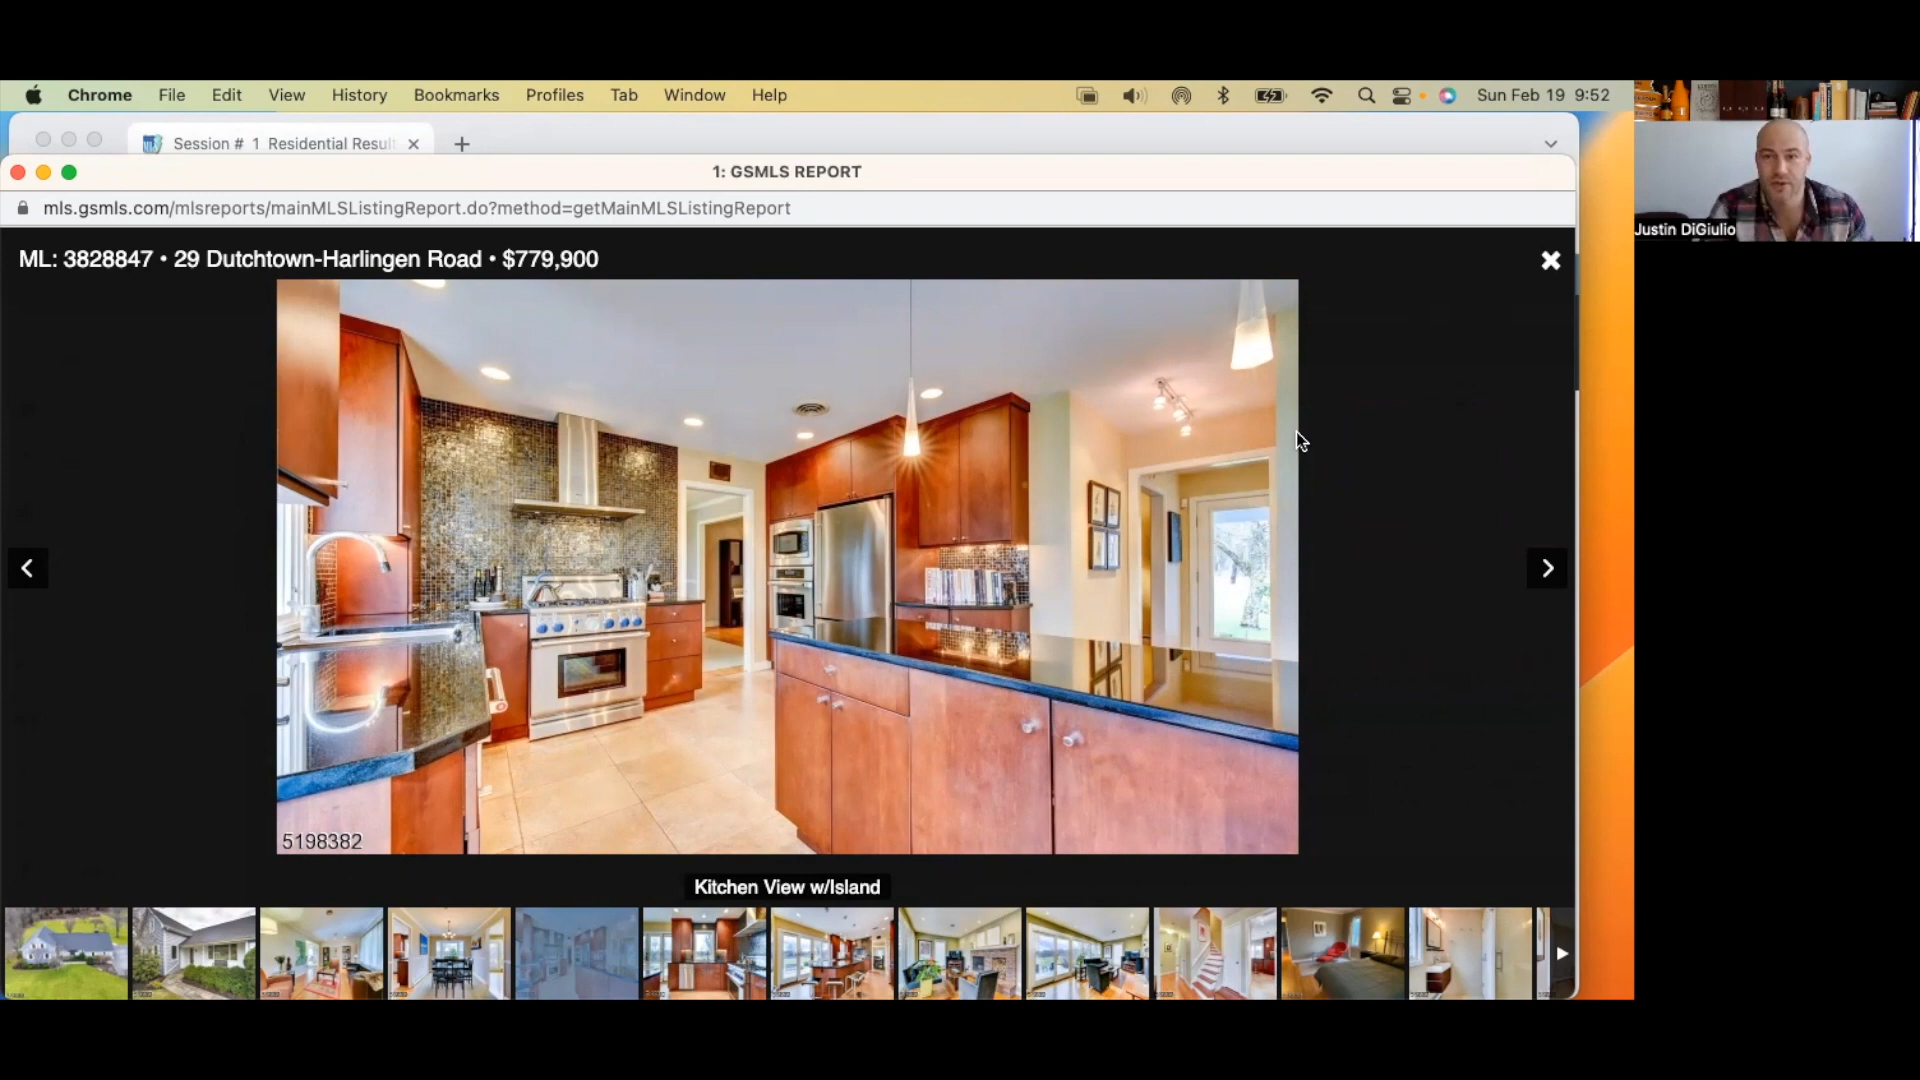 Chrome File Edit View History Bookmarks Profiles Tab Window Help Sun Feb 19 9:52
Session # 1 Residential Resul
1: GSMLS REPORT
mls.gsmls.com/mlsreports/mainMLSListingReport.do?method=getMainMLSListingReport
Justin DiGiulio
ML: 3828847 • 29 Dutchtown-Harlingen Road • $779,900
5198382
Kitchen View w/Island